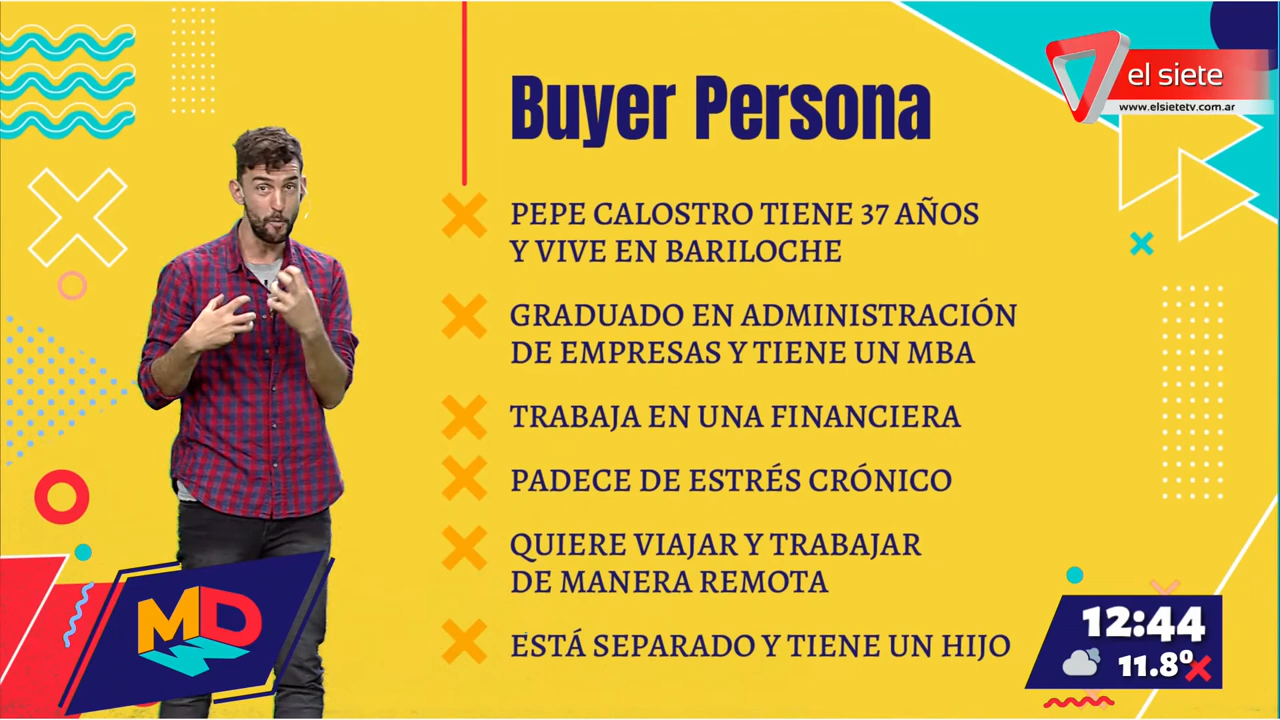 Buyer Persona
el siete
www.elsietetv.com.ar
PEPE CALOSTRO TIENE 37 AÑOS
Y VIVE EN BARILOCHE
GRADUADO EN ADMINISTRACIÓN
DE EMPRESAS Y TIENE UN MBA
TRABAJA EN UNA FINANCIERA
PADECE DE ESTRÉS CRÓNICO
QUIERE VIAJAR Y TRABAJAR
DE MANERA REMOTA
ESTÁ SEPARADO Y TIENE UN HIJO
MD
12:44
11.8º